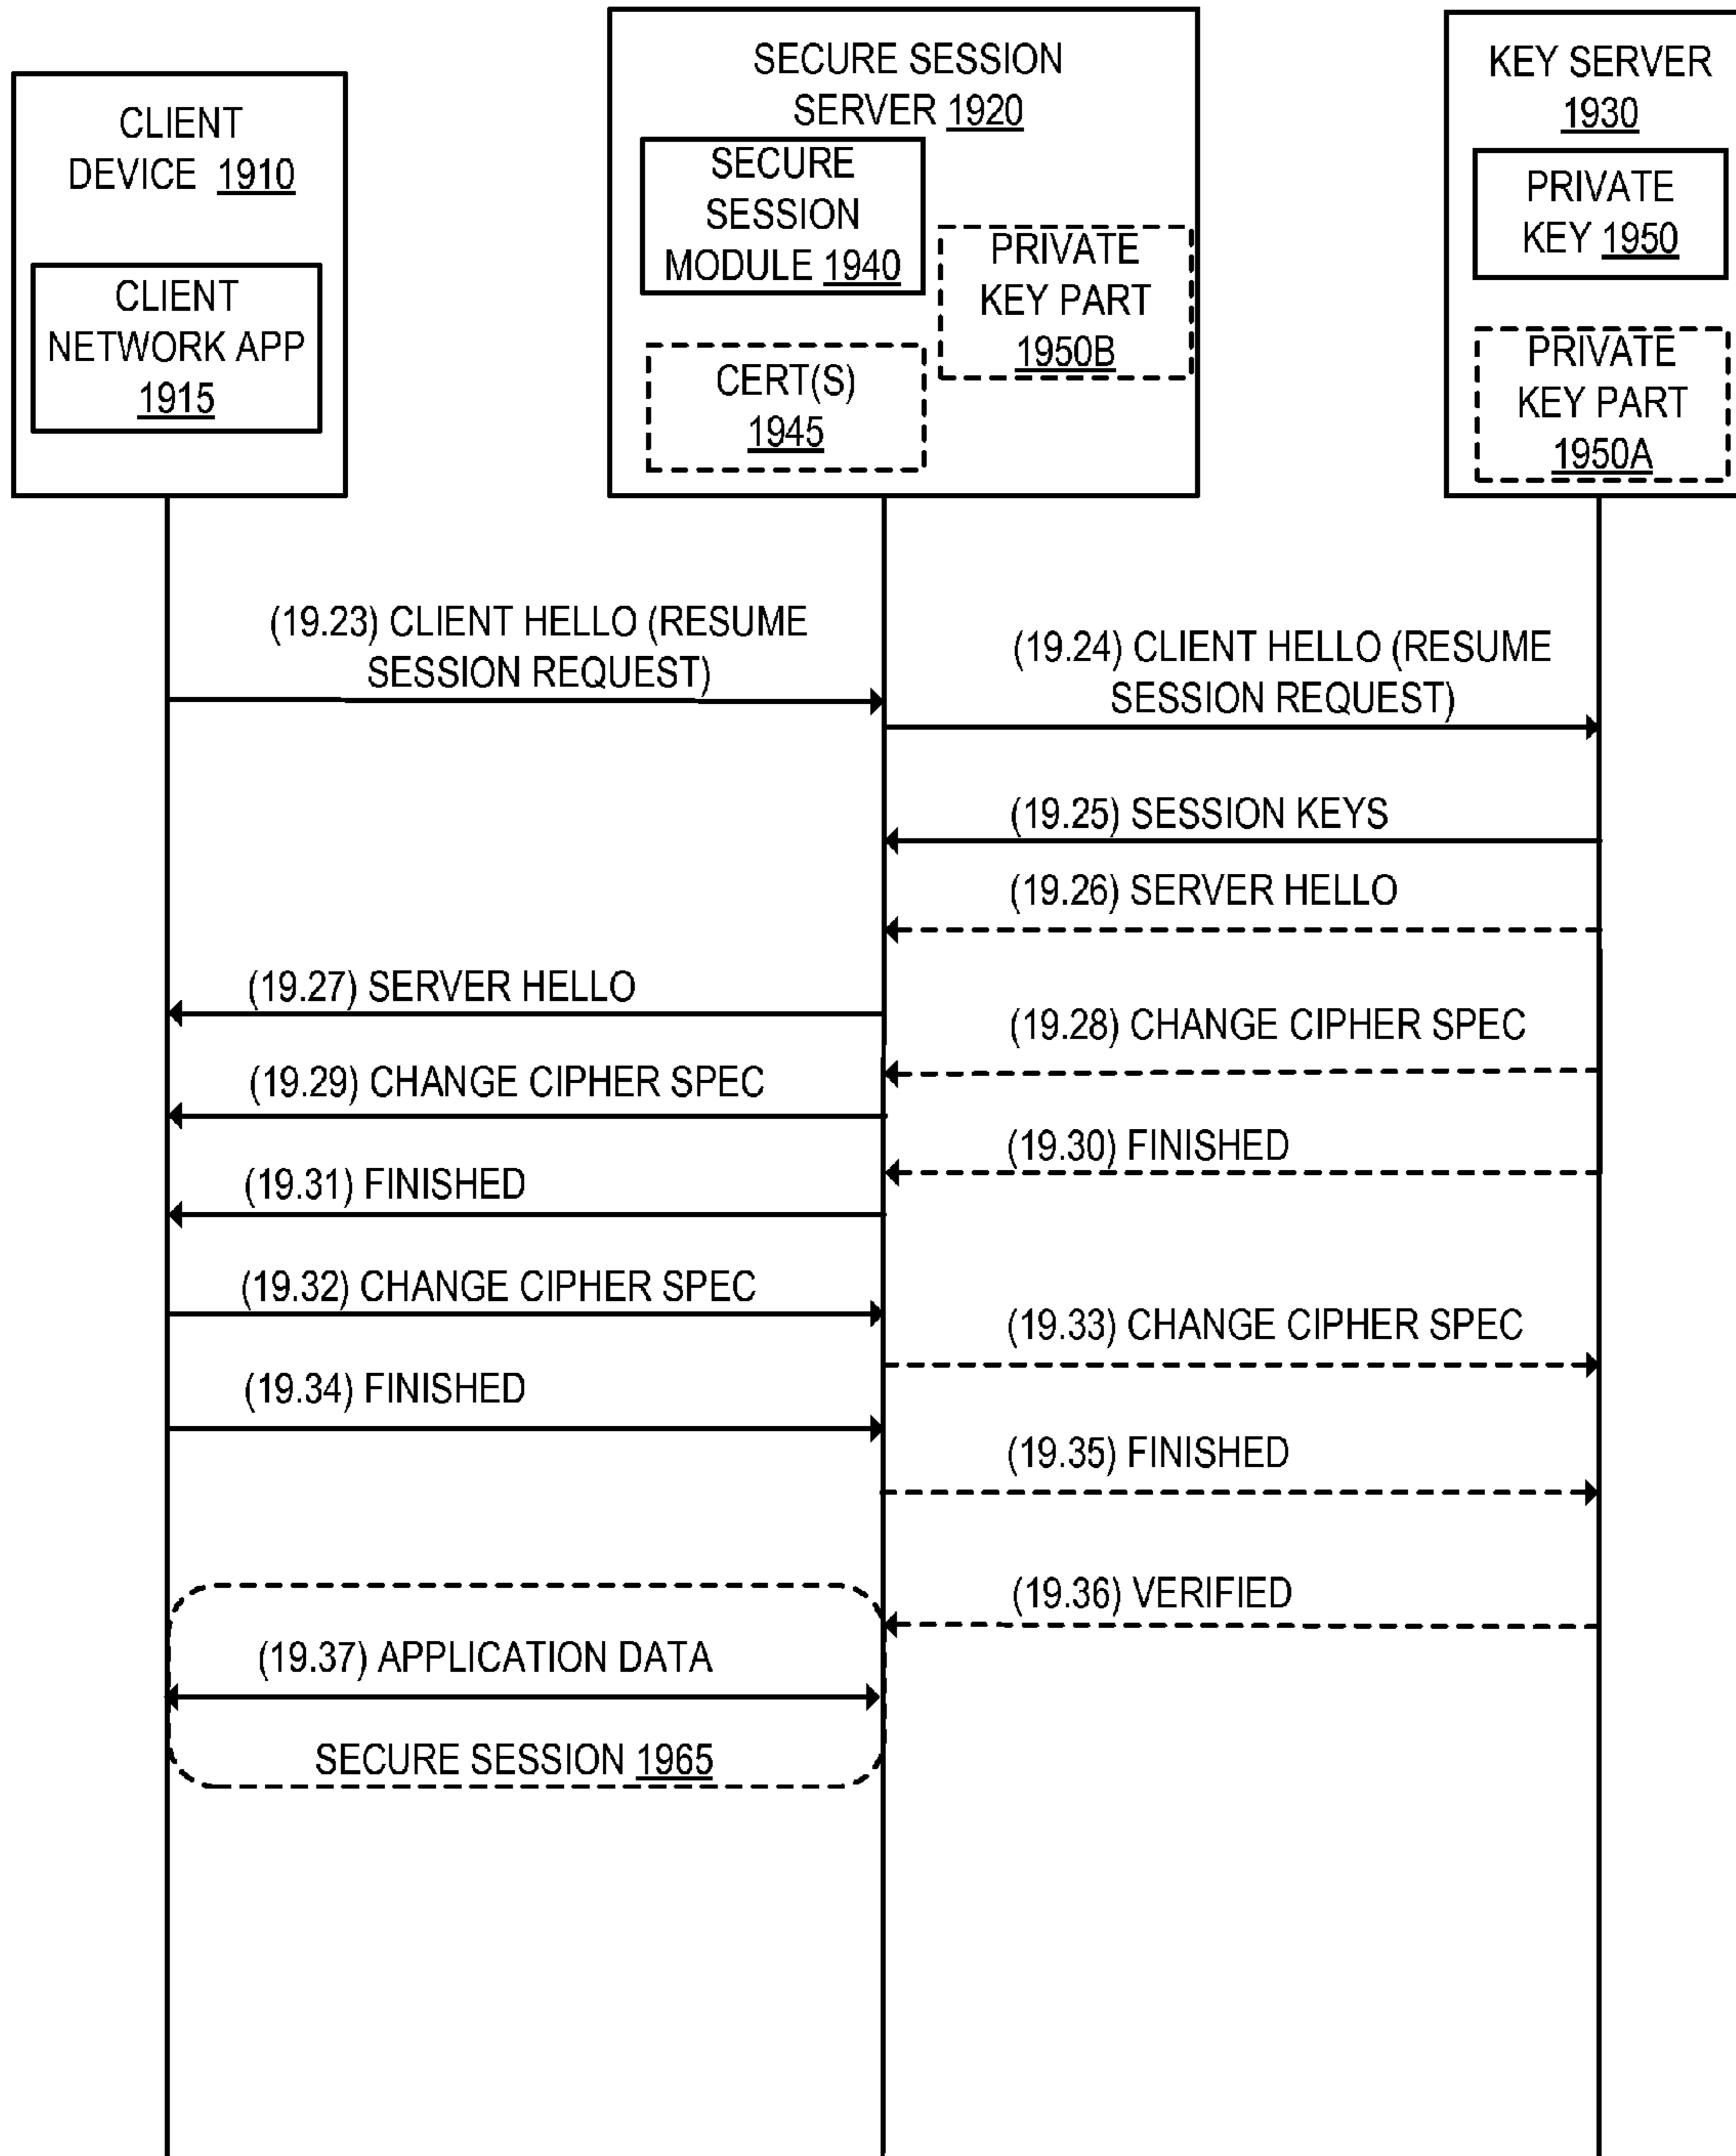 CLIENT
DEVICE 1910
CLIENT
NETWORK APP
1915
SECURE SESSION
SERVER 1920
SECURE
SESSION
MODULE 1940
PRIVATE
KEY PART
1950B
CERT(S)
1945
KEY SERVER
1930
PRIVATE
KEY 1950
PRIVATE
KEY PART
1950A
(19.23) CLIENT HELLO (RESUME
SESSION REQUEST)
(19.24) CLIENT HELLO (RESUME
SESSION REQUEST)
(19.25) SESSION KEYS
(19.26) SERVER HELLO
(19.27) SERVER HELLO
(19.28) CHANGE CIPHER SPEC
(19.29) CHANGE CIPHER SPEC
(19.30) FINISHED
(19.31) FINISHED
(19.32) CHANGE CIPHER SPEC
(19.33) CHANGE CIPHER SPEC
(19.34) FINISHED
(19.35) FINISHED
(19.36) VERIFIED
(19.37) APPLICATION DATA
SECURE SESSION 1965